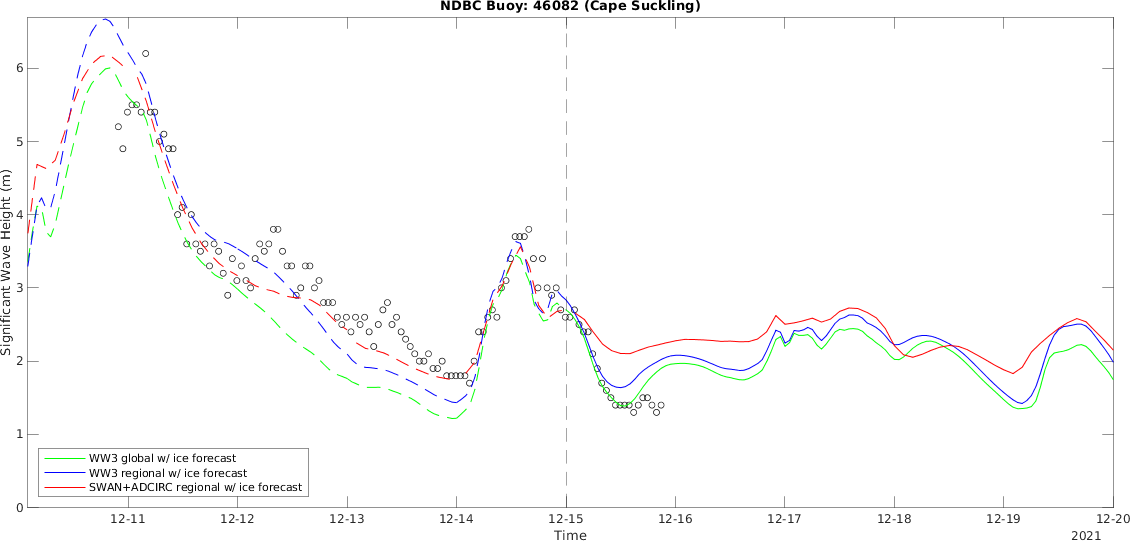 NDBC Buoy: 46082 (Cape Suckling)
6
5
4
3
2
1
0
Significant Wave Height (m)
WW3 global w/ ice forecast
WW3 regional w/ ice forecast
SWAN+ADCIRC regional w/ ice forecast
12-11 12-12 12-13 12-14 12-15 12-16 12-17 12-18 12-19 12-20
Time
2021